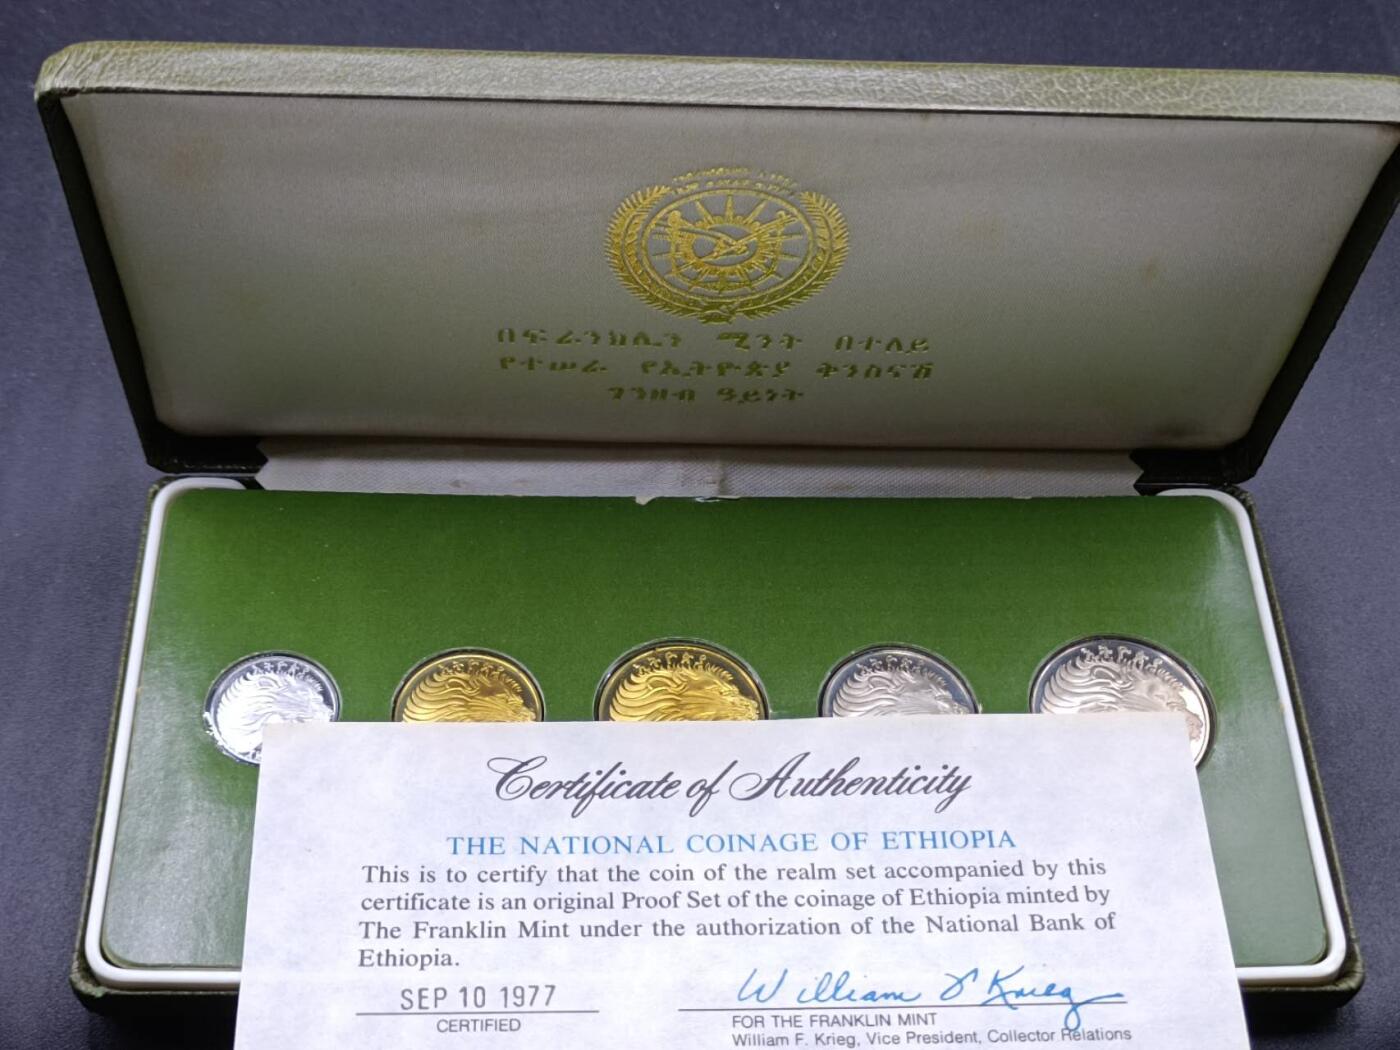 በፍራንክሊን ሚንት በተለይ
የተሠራ የኢትዮጵያ ቅንስናሽ
ገንዘብ ዓይነት
Certificate of Authenticity
THE NATIONAL COINAGE OF ETHIOPIA
This is to certify that the coin of the realm set accompanied by this
certificate is an original Proof Set of the coinage of Ethiopia minted by
The Franklin Mint under the authorization of the National Bank of
Ethiopia.
SEP 10 1977
CERTIFIED
William F Krieg
FOR THE FRANKLIN MINT
William F. Krieg, Vice President, Collector Relations